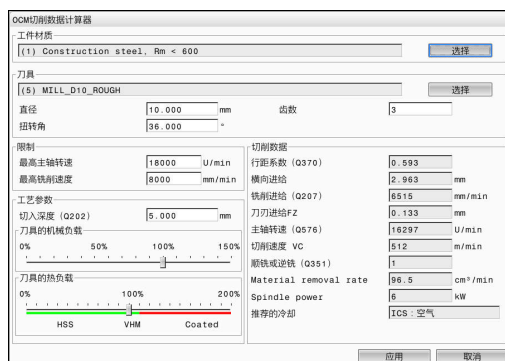 OCM切削数据计算器
工件材质
(1) Construction steel, Rm < 600
选择
刀具
(5) MILL_D10_ROUGH
选择
直径 10.000 mm 齿数 3
扭转角 36.000 °
限制
最高主轴转速 18000 U/min
最高铣削速度 8000 mm/min
工艺参数
切入深度 (Q202) 5.000 mm
刀具的机械负载
0% 50% 100% 150%
刀具的热负载
0% 100% 200%
HSS VHM Coated
切削数据
行距系数 (Q370) 0.593
横向进给 2.963 mm
铣削进给 (Q207) 6515 mm/min
刀刃进给FZ 0.133 mm
主轴转速 (Q576) 16297 U/min
切削速度 VC 512 m/min
顺铣或逆铣 (Q351) 1
Material removal rate 96.5 cm³/min
Spindle power 6 kW
推荐的冷却 ICS：空气
应用 取消